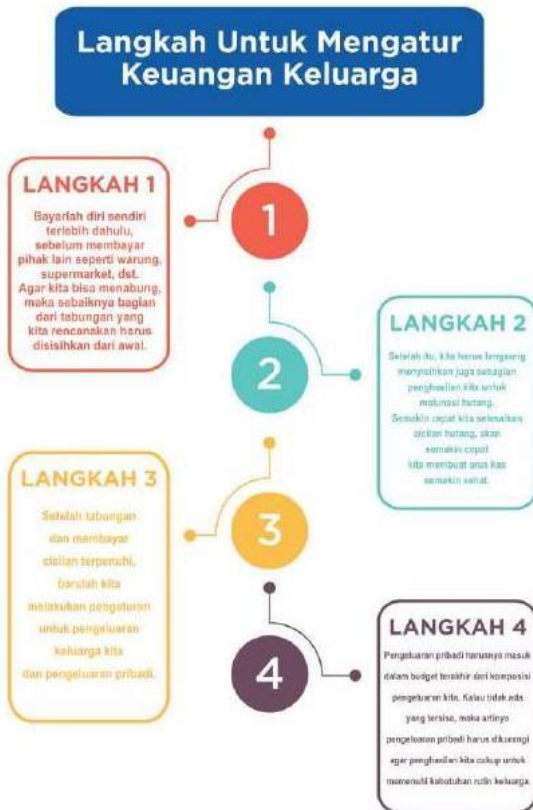 Langkah Untuk Mengatur
Keuangan Keluarga
LANGKAH 1
Bayarlah diri sendiri
terlebih dahulu,
sebelum membayar
pihak lain seperti warung,
supermarket, dst.
Agar kita bisa menabung,
maka sebaiknya bagian
dari tabungan yang
kita rencanakan harus
disisihkan dari awal.
1
LANGKAH 2
Setelah itu, kita harus langsung
menyisihkan juga sebagian
penghasilan kita untuk
melunasi hutang.
Semakin cepat kita selesaikan
cicilan hutang, akan
semakin cepat
kita membuat arus kas
semakin sehat.
2
LANGKAH 3
Setelah tabungan
dan membayar
cicilan terpenuhi,
barulah kita
melakukan pengaturan
untuk pengeluaran
keluarga kita
dan pengeluaran pribadi.
3
LANGKAH 4
Pengeluaran pribadi harusnya masuk
dalam budget terakhir dari komposisi
pengeluaran kita. Kalau tidak ada
yang tersisa, maka artinya
pengeluaran pribadi harus dikurangi
agar penghasilan kita cukup untuk
memenuhi kebutuhan rutin keluarga.
4